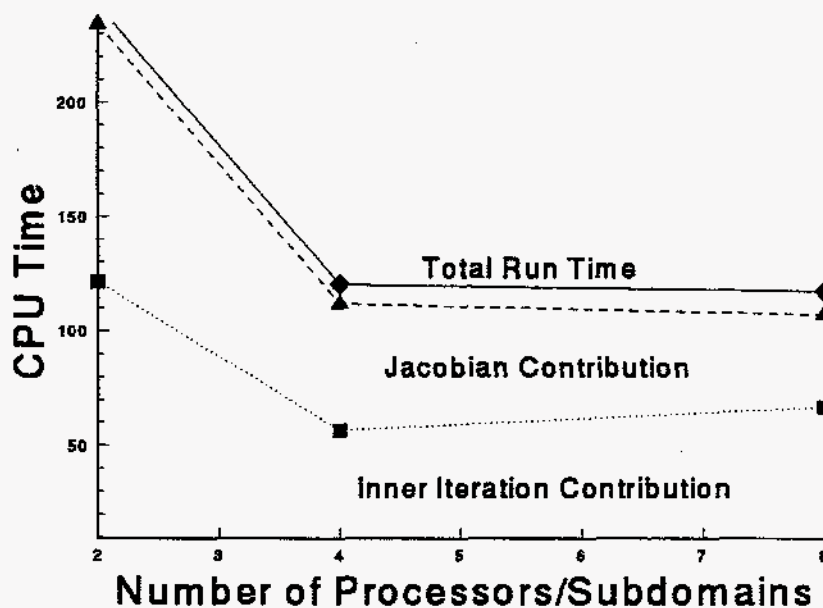 200
150
100
50
CPU Time
Total Run Time
Jacobian Contribution
Inner Iteration Contribution
2 3 4 5 6 7 8
Number of Processors/Subdomains